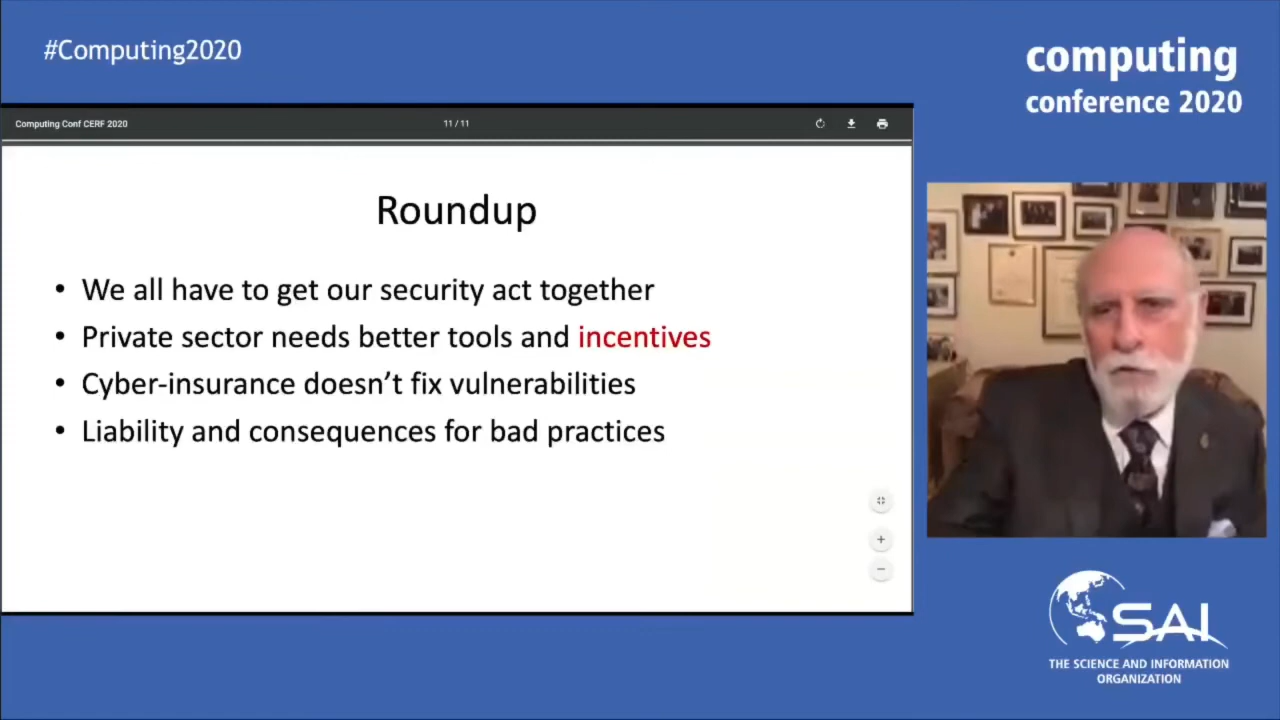 #Computing2020
computing
conference 2020
Computing Conf CERF 2020
11 / 11
Roundup
• We all have to get our security act together
• Private sector needs better tools and incentives
• Cyber-insurance doesn’t fix vulnerabilities
• Liability and consequences for bad practices
SAI
THE SCIENCE AND INFORMATION
ORGANIZATION